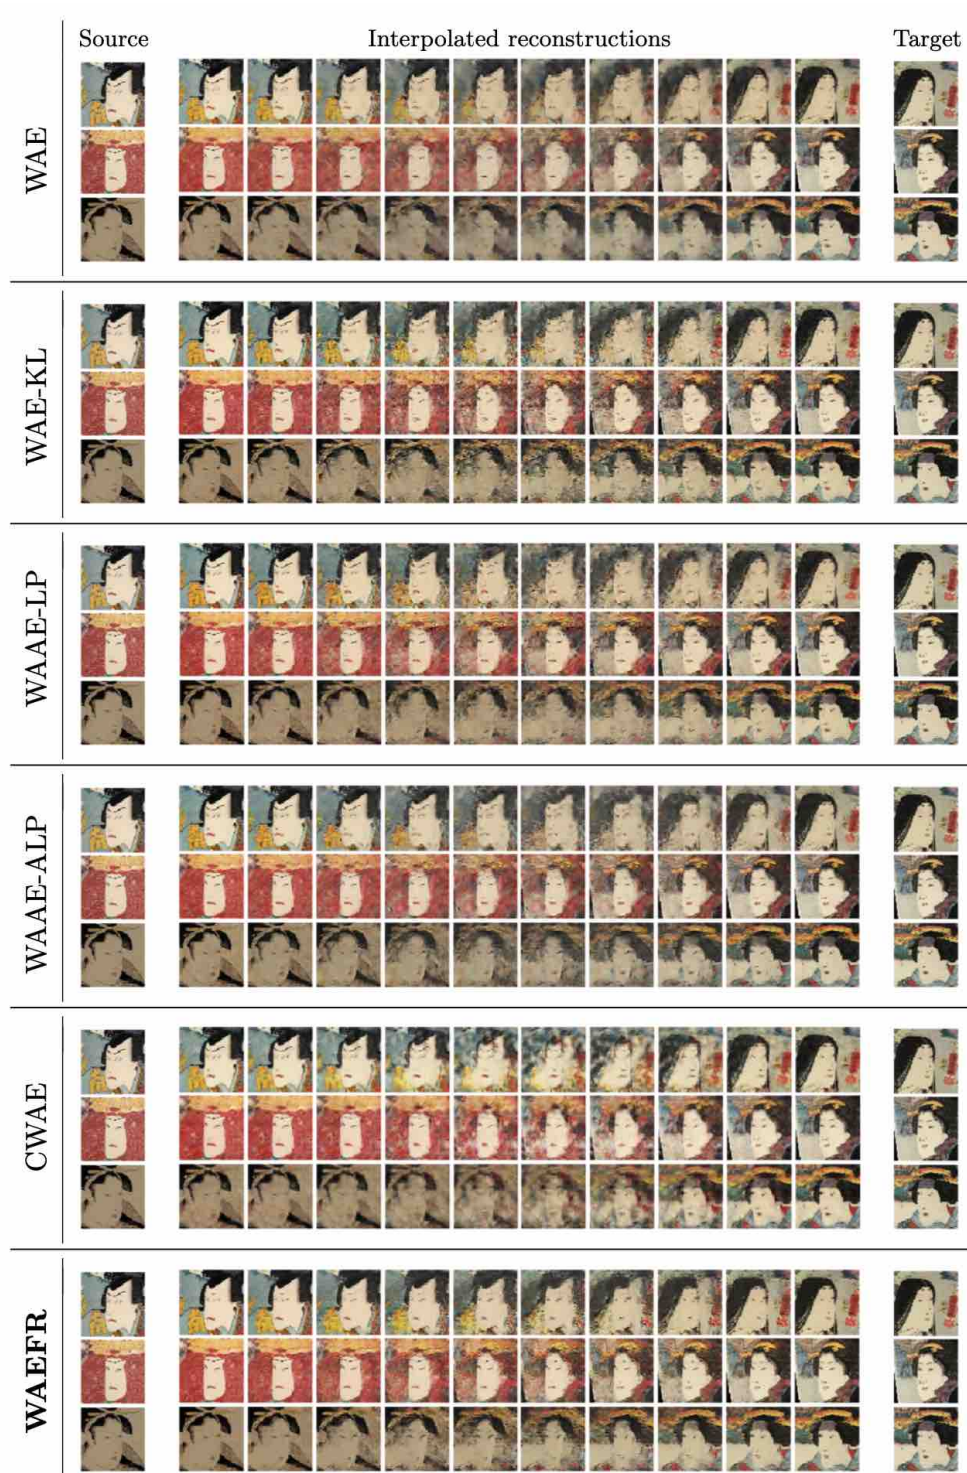 Source Interpolated reconstructions Target
WAE
WAE-KL
WAAE-LP
WAAE-ALP
CWAE
WAEFR